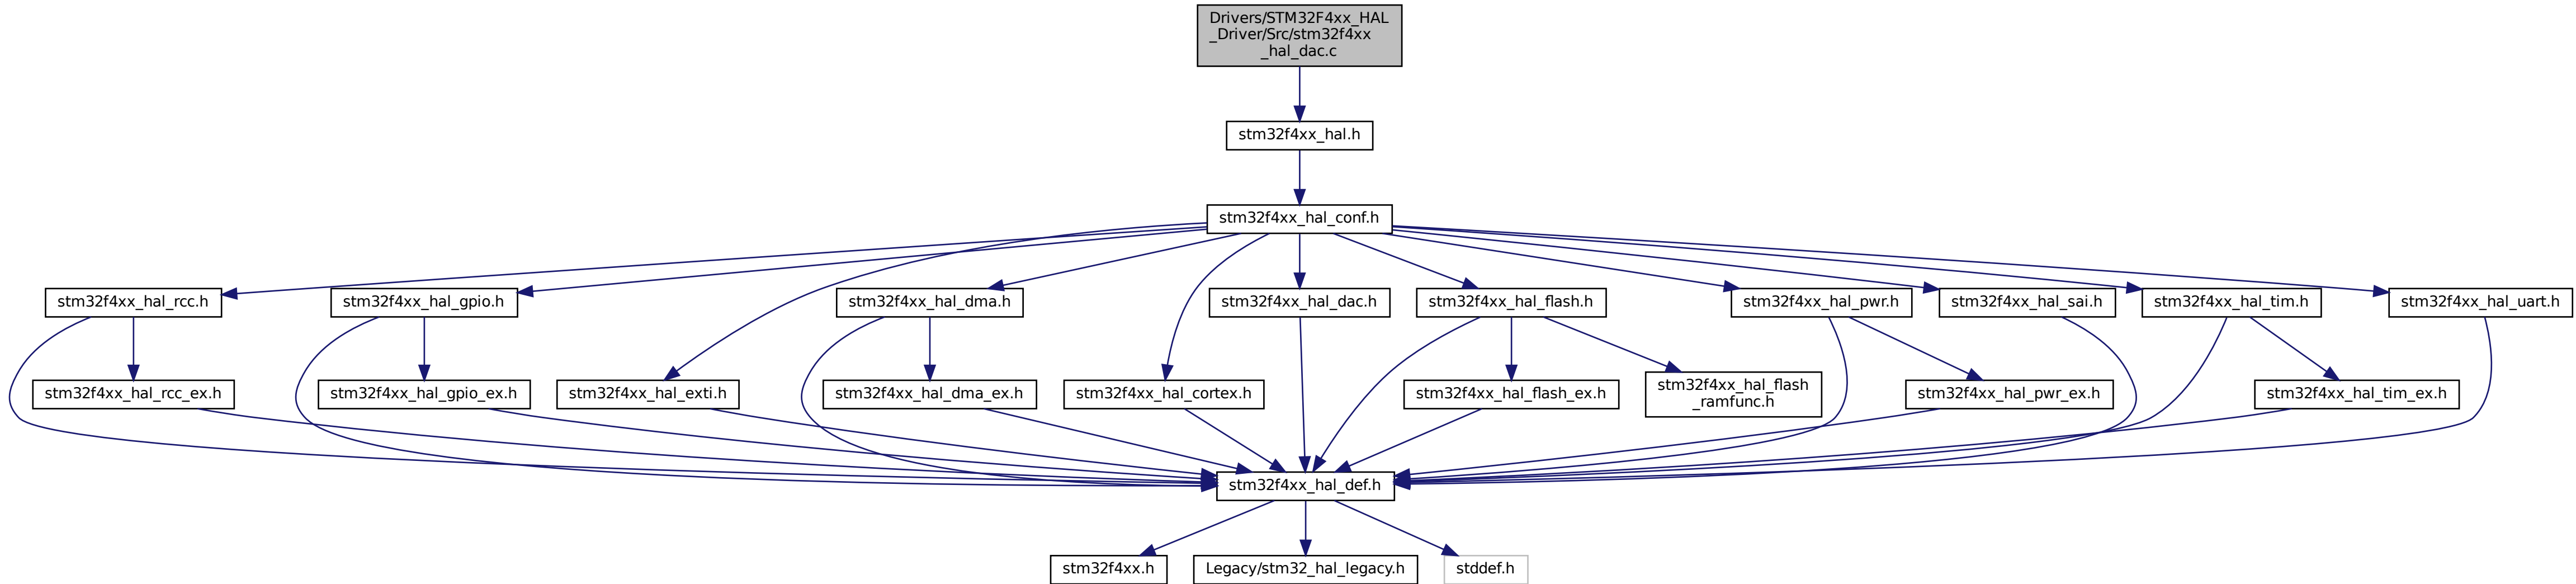 Drivers/STM32F4xx_HAL
_Driver/Src/stm32f4xx
_hal_dac.c
stm32f4xx_hal.h
stm32f4xx_hal_conf.h
stm32f4xx_hal_rcc.h
stm32f4xx_hal_gpio.h
stm32f4xx_hal_dma.h
stm32f4xx_hal_dac.h
stm32f4xx_hal_flash.h
stm32f4xx_hal_pwr.h
stm32f4xx_hal_sai.h
stm32f4xx_hal_tim.h
stm32f4xx_hal_uart.h
stm32f4xx_hal_rcc_ex.h
stm32f4xx_hal_gpio_ex.h
stm32f4xx_hal_exti.h
stm32f4xx_hal_dma_ex.h
stm32f4xx_hal_cortex.h
stm32f4xx_hal_flash_ex.h
stm32f4xx_hal_flash
_ramfunc.h
stm32f4xx_hal_pwr_ex.h
stm32f4xx_hal_tim_ex.h
stm32f4xx_hal_def.h
stm32f4xx.h
Legacy/stm32_hal_legacy.h
stddef.h